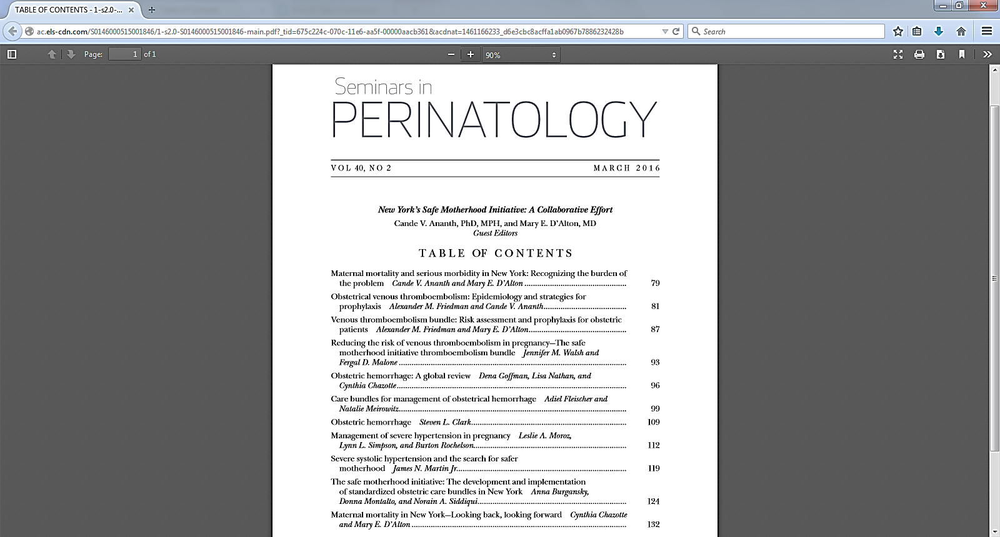 TABLE OF CONTENTS - 1-s2.0-...
ac.els-cdn.com/S0146000515001846/1-s2.0-S0146000515001846-main.pdf?_tid=675c224c-070c-11e6-aa5f-00000aacb361&acdnat=1461166233_d6e3cbc8acffa1ab0967b7886232428b
Search
Page: 1 of 1
90%
Seminars in
PERINATOLOGY
VOL 40, NO 2 MARCH 2016
New York's Safe Motherhood Initiative: A Collaborative Effort
Cande V. Ananth, PhD, MPH, and Mary E. D'Alton, MD
Guest Editors
TABLE OF CONTENTS
Maternal mortality and serious morbidity in New York: Recognizing the burden of
the problem Cande V. Ananth and Mary E. D'Alton ................................................ 79
Obstetrical venous thromboembolism: Epidemiology and strategies for
prophylaxis Alexander M. Friedman and Cande V. Ananth....................................... 81
Venous thromboembolism bundle: Risk assessment and prophylaxis for obstetric
patients Alexander M. Friedman and Mary E. D'Alton.............................................. 87
Reducing the risk of venous thromboembolism in pregnancy—The safe
motherhood initiative thromboembolism bundle Jennifer M. Walsh and
Fergal D. Malone ............................................................................................................ 93
Obstetric hemorrhage: A global review Dena Goffman, Lisa Nathan, and
Cynthia Chazotte............................................................................................................. 96
Care bundles for management of obstetrical hemorrhage Adiel Fleischer and
Natalie Meirowitz............................................................................................................ 99
Obstetric hemorrhage Steven L. Clark......................................................................... 109
Management of severe hypertension in pregnancy Leslie A. Moroz,
Lynn L. Simpson, and Burton Rochelson........................................................................ 112
Severe systolic hypertension and the search for safer
motherhood James N. Martin Jr................................................................................ 119
The safe motherhood initiative: The development and implementation
of standardized obstetric care bundles in New York Anna Burgansky,
Donna Montalto, and Norain A. Siddiqui...................................................................... 124
Maternal mortality in New York—Looking back, looking forward Cynthia Chazotte
and Mary E. D'Alton ...................................................................................................... 132